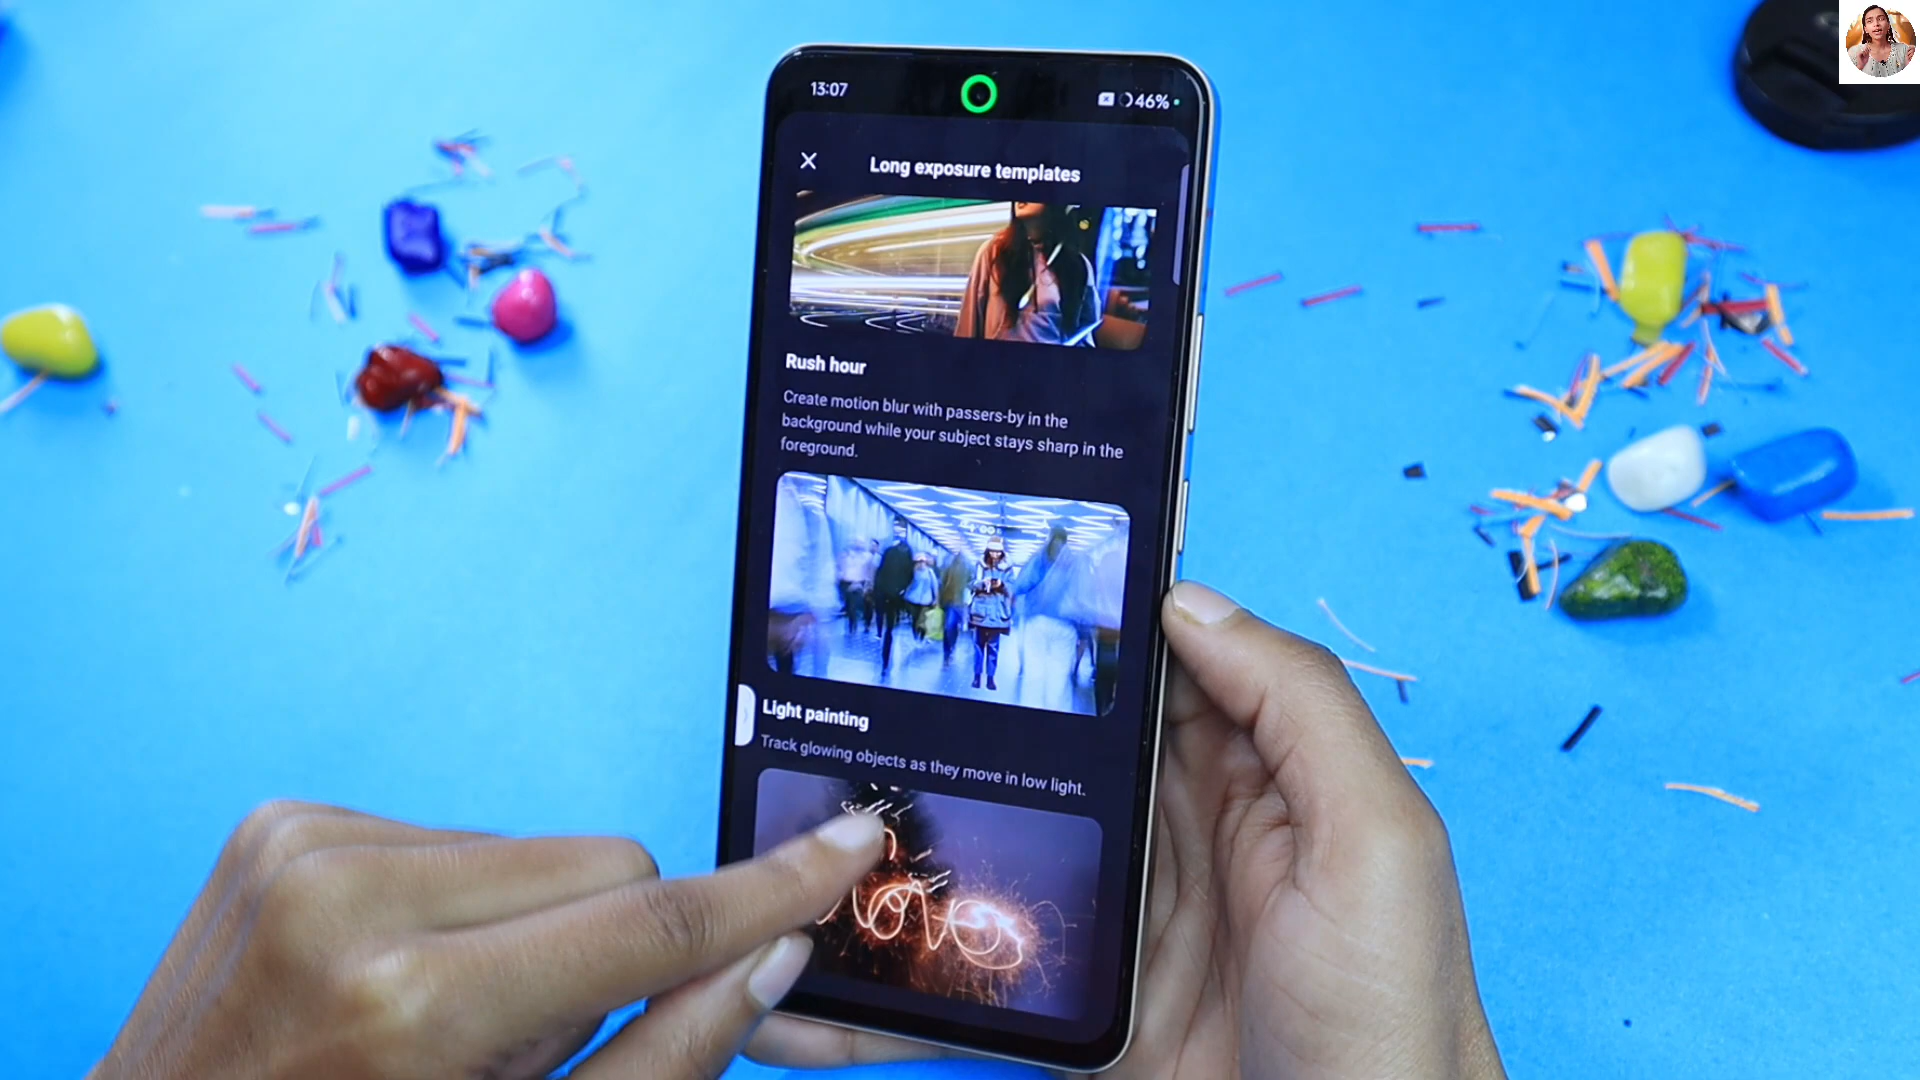 13:07
46%
Long exposure templates
Rush hour
Create motion blur with passers-by in the
background while your subject stays sharp in the
foreground.
Light painting
Track glowing objects as they move in low light.
love